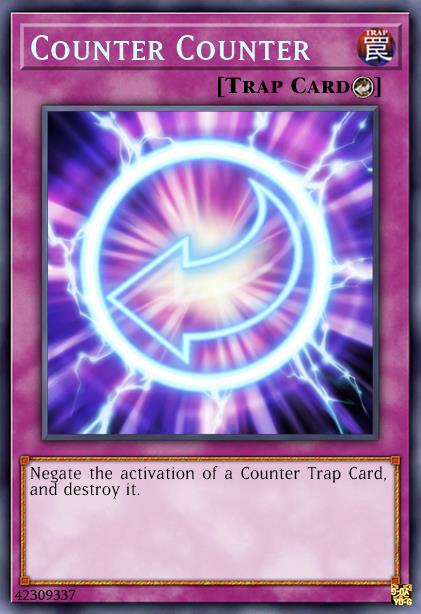 Counter Counter
TRAP
罠
[Trap Card]
Negate the activation of a Counter Trap Card,
and destroy it.
42309337